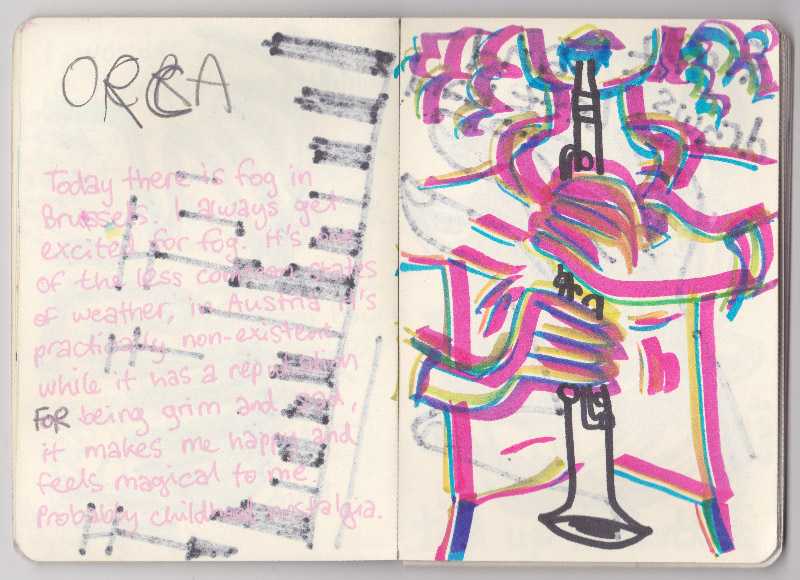 ORCA
Today there is fog in
Brussels. I always get
excited for fog. It's one
of the less common states
of weather, in Austria it's
practically non-existent.
while it has a reputation
FOR being grim and sad,
it makes me happy and
feels magical to me.
Probably childhood nostalgia.